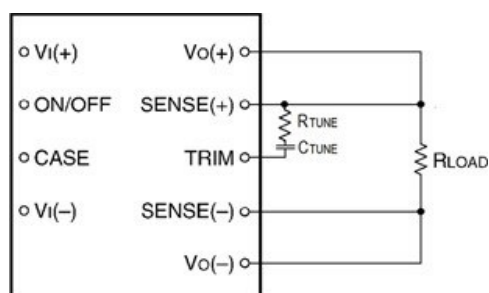 VI(+)
VO(+)
ON/OFF
SENSE(+)
RTUNE
CTUNE
CASE
TRIM
RLOAD
VI(−)
SENSE(−)
VO(−)